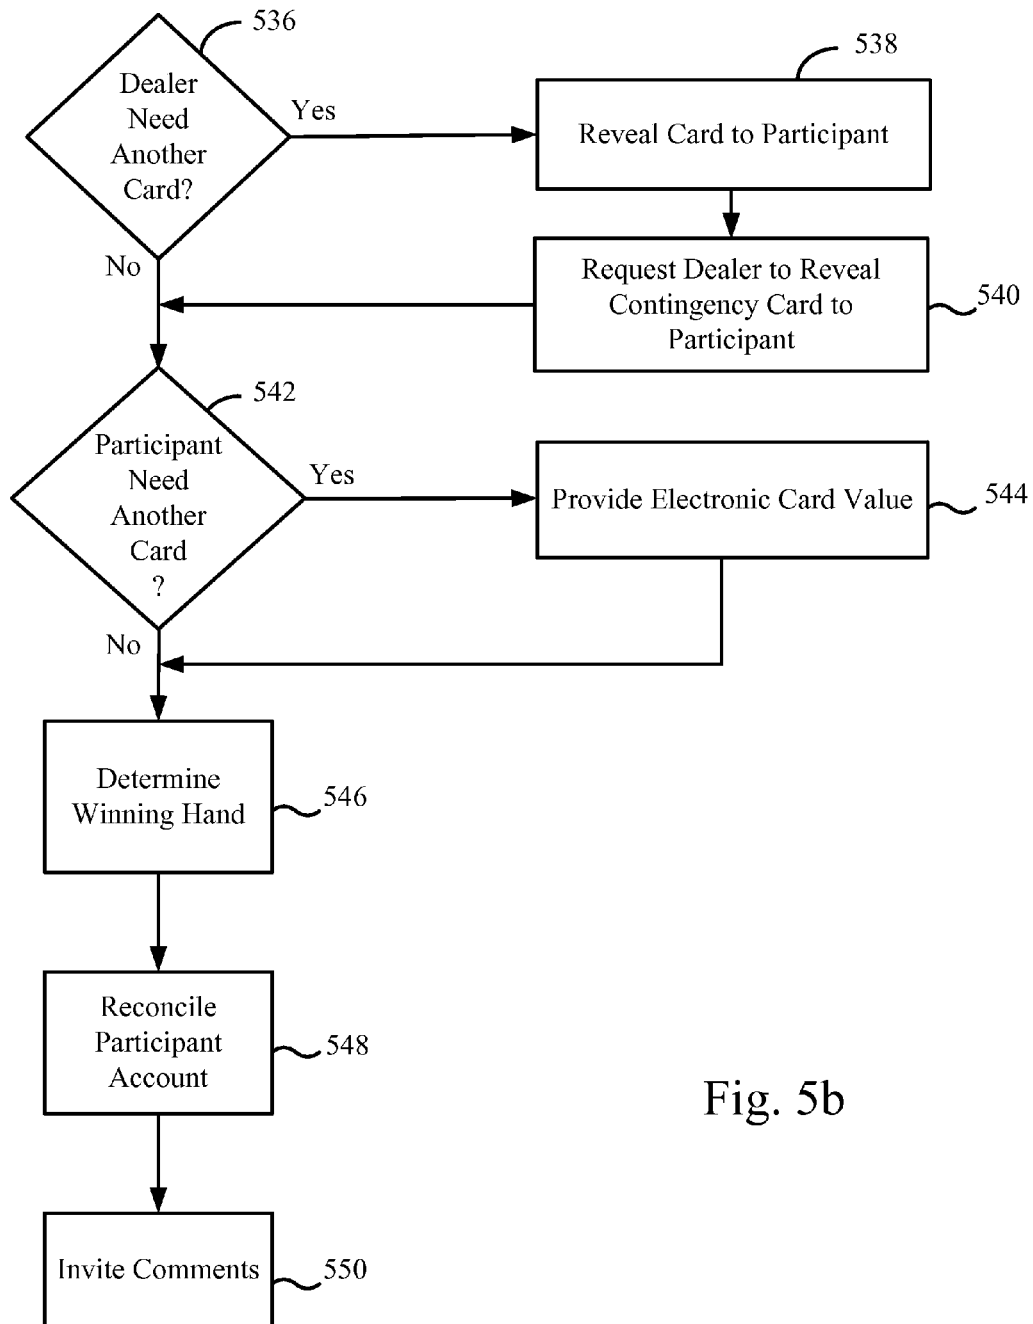 536
Dealer
Need
Another
Card?
Yes
538
Reveal Card to Participant
No
Request Dealer to Reveal
Contingency Card to
Participant
540
542
Participant
Need
Another
Card
?
Yes
Provide Electronic Card Value
544
No
Determine
Winning Hand
546
Reconcile
Participant
Account
548
Fig. 5b
Invite Comments
550